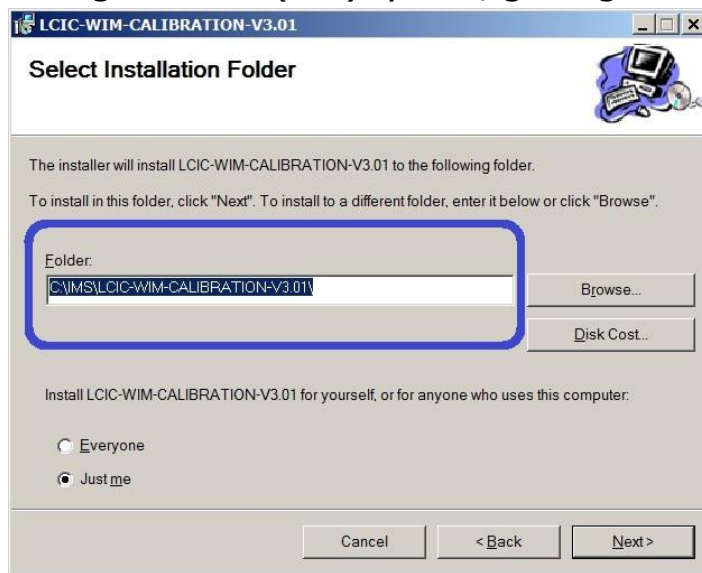 LCIC-WIM-CALIBRATION-V3.01
Select Installation Folder
The installer will install LCIC-WIM-CALIBRATION-V3.01 to the following folder.
To install in this folder, click "Next". To install to a different folder, enter it below or click "Browse".
Folder:
C:\IMS\LCIC-WIM-CALIBRATION-V3.01\
Browse...
Disk Cost...
Install LCIC-WIM-CALIBRATION-V3.01 for yourself, or for anyone who uses this computer:
Everyone
Just me
Cancel
< Back
Next >